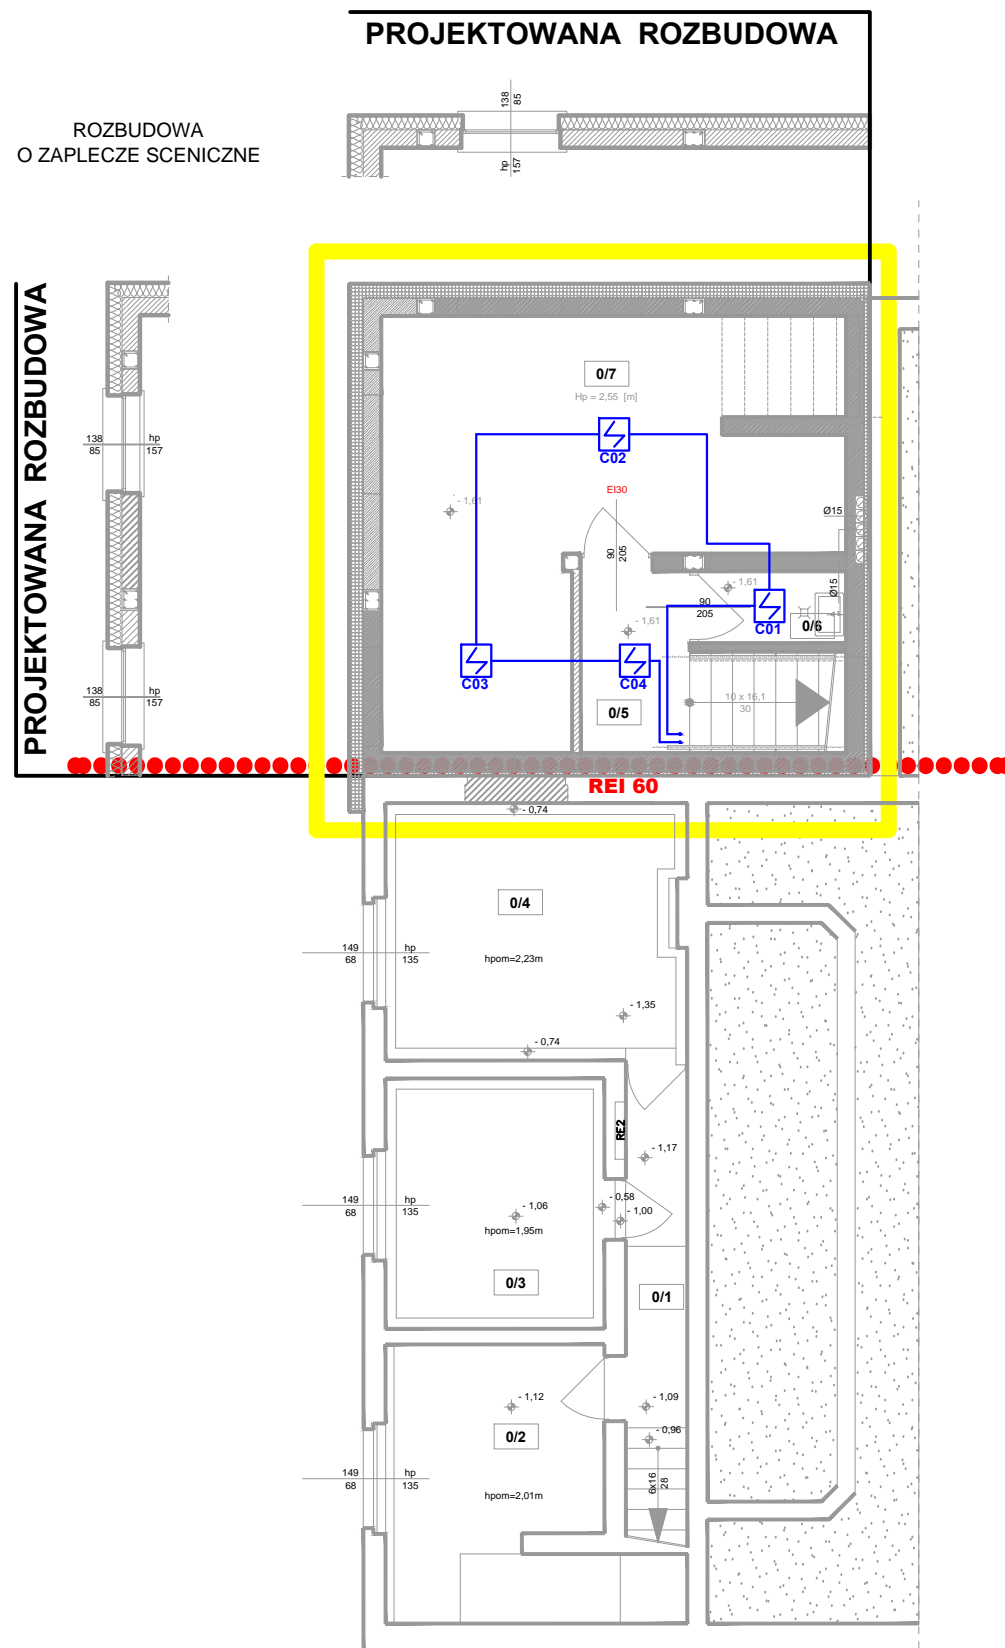 PROJEKTOWANA ROZBUDOWA
138
85
hp
157
ROZBUDOWA
O ZAPLECZE SCENICZNE
PROJEKTOWANA ROZBUDOWA
138
85
hp
157
138
85
hp
157
0/7
Hp = 2,55 [m]
C02
EI30
- 1,61
90
205
Ø15
Ø15
- 1,61
90
205
C01
0/6
- 1,61
C03
C04
0/5
10 x 16,1
30
REI 60
- 0,74
0/4
149
68
hp
135
hpom=2,23m
- 1,35
- 0,74
RE2
- 1,17
149
68
hp
135
- 1,06
hpom=1,95m
- 0,58
- 1,00
0/3
0/1
- 1,12
- 1,09
0/2
- 0,96
149
68
hp
135
hpom=2,01m
6x16
28